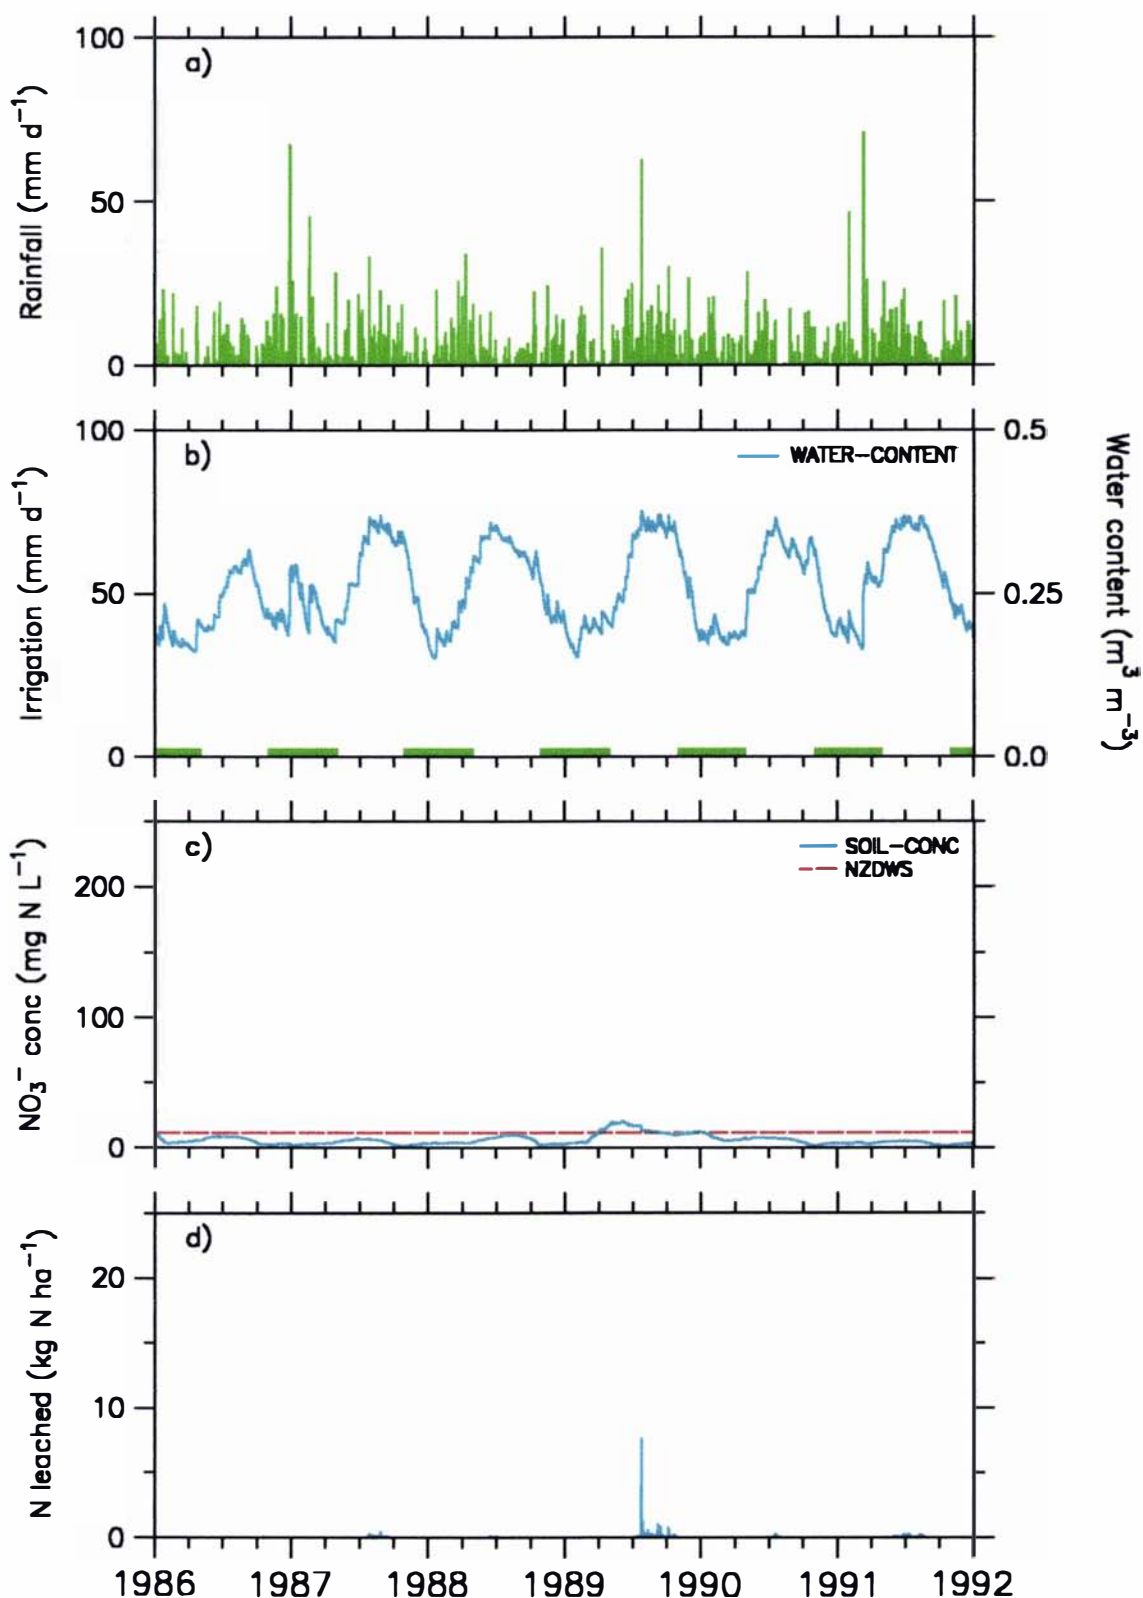 100
a)
Rainfall (mm d⁻¹)
50
0
100
0.5
b)
WATER-CONTENT
Irrigation (mm d⁻¹)
Water content (m³ m⁻³)
50
0.25
0
0.0
c)
SOIL-CONC
NZDWS
NO₃⁻ conc (mg N L⁻¹)
200
100
0
d)
N leached (kg N ha⁻¹)
20
10
0
1986 1987 1988 1989 1990 1991 1992